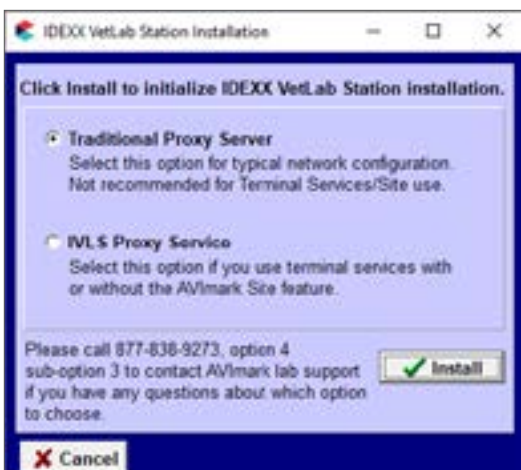 IDEXX VetLab Station Installation
Click Install to initialize IDEXX VetLab Station installation.
Traditional Proxy Server
Select this option for typical network configuration.
Not recommended for Terminal Services/Site use.
IVLS Proxy Service
Select this option if you use terminal services with
or without the AVImark Site feature.
Please call 877-838-9273, option 4
sub-option 3 to contact AVImark lab support
if you have any questions about which option
to choose.
Install
Cancel